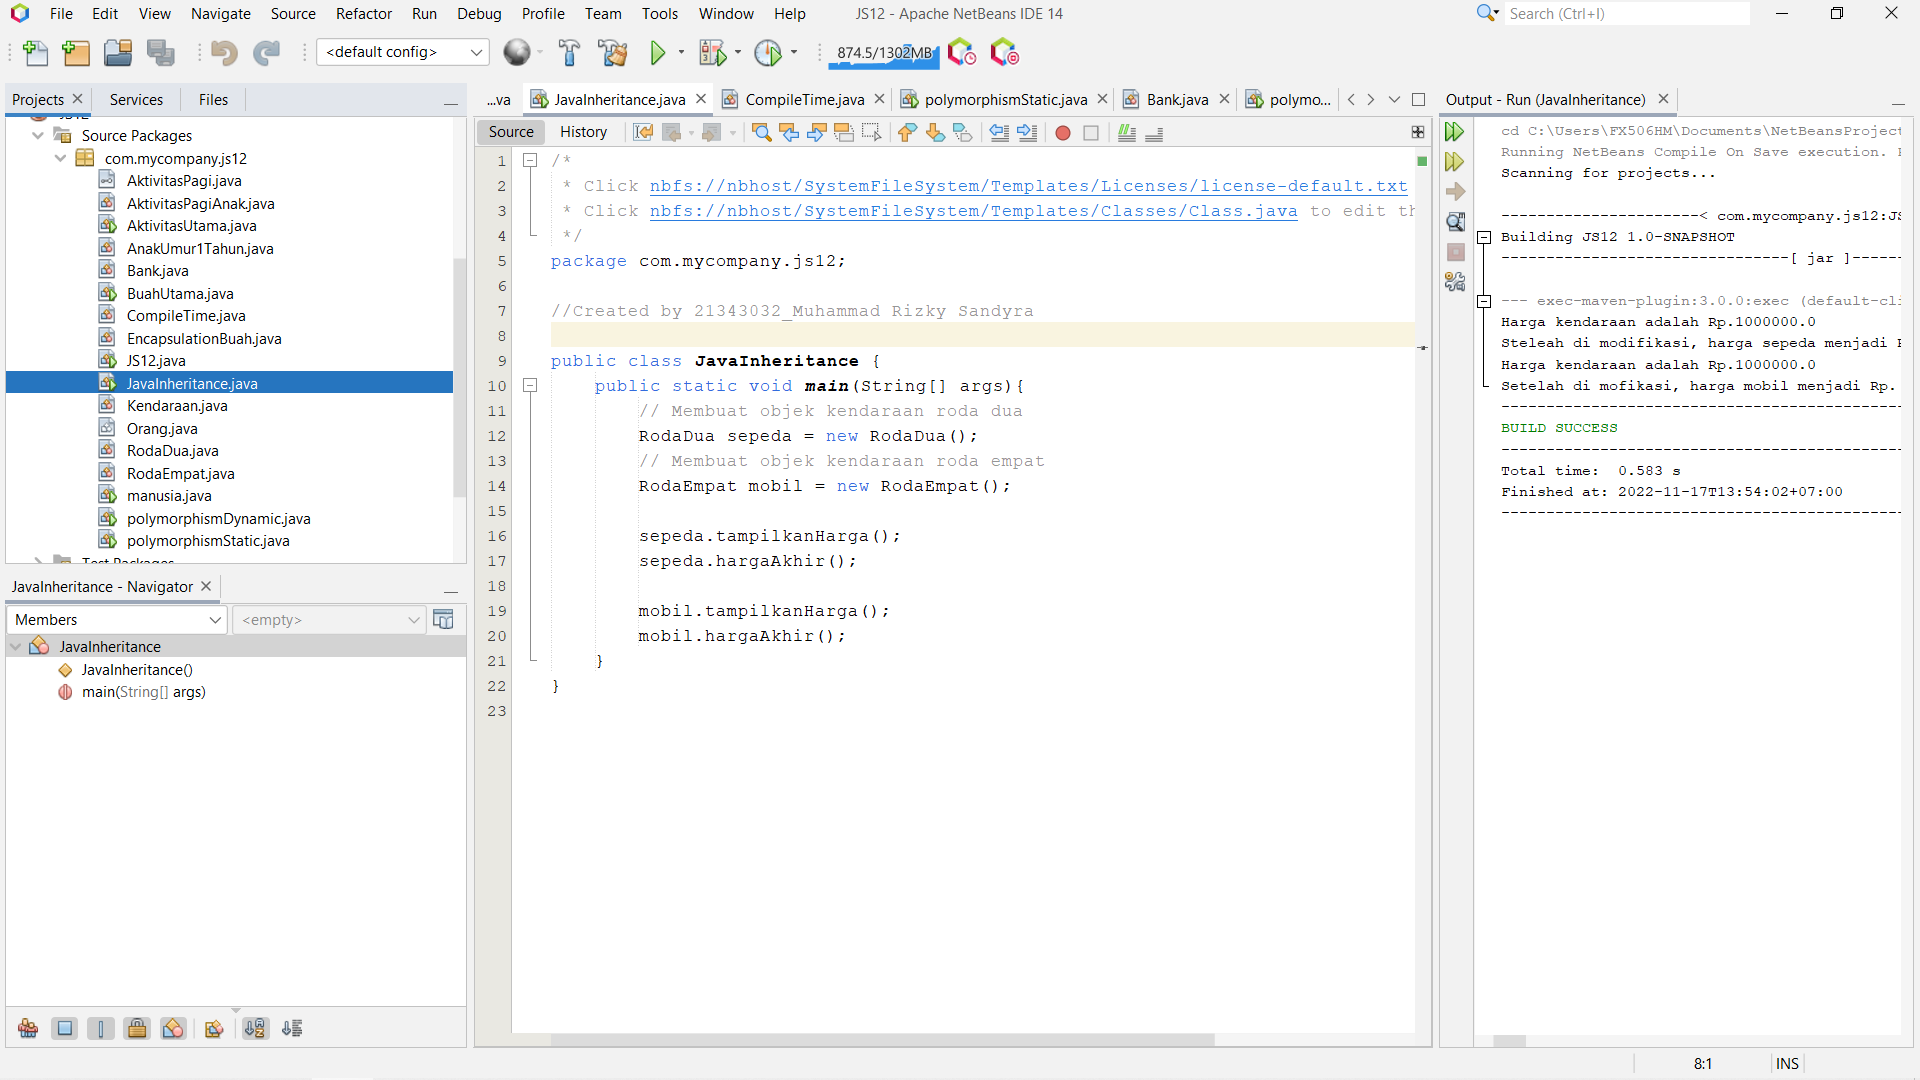 File Edit View Navigate Source Refactor Run Debug Profile Team Tools Window Help JS12 - Apache NetBeans IDE 14 Search (Ctrl+I)
<default config> 874.5/1302MB
Projects Services Files
Source Packages
com.mycompany.js12
AktivitasPagi.java
AktivitasPagiAnak.java
AktivitasUtama.java
AnakUmur1Tahun.java
Bank.java
BuahUtama.java
CompileTime.java
EncapsulationBuah.java
JS12.java
JavaInheritance.java
Kendaraan.java
Orang.java
RodaDua.java
RodaEmpat.java
manusia.java
polymorphismDynamic.java
polymorphismStatic.java
Test Packages
JavaInheritance - Navigator
Members <empty>
JavaInheritance
JavaInheritance()
main(String[] args)
...va JavaInheritance.java CompileTime.java polymorphismStatic.java Bank.java polymo...
Source History
1 /*
2 * Click nbfs://nbhost/SystemFileSystem/Templates/Licenses/license-default.txt
3 * Click nbfs://nbhost/SystemFileSystem/Templates/Classes/Class.java to edit th
4 */
5 package com.mycompany.js12;
6
7 //Created by 21343032_Muhammad Rizky Sandyra
8
9 public class JavaInheritance {
10 public static void main(String[] args){
11 // Membuat objek kendaraan roda dua
12 RodaDua sepeda = new RodaDua();
13 // Membuat objek kendaraan roda empat
14 RodaEmpat mobil = new RodaEmpat();
15
16 sepeda.tampilkanHarga();
17 sepeda.hargaAkhir();
18
19 mobil.tampilkanHarga();
20 mobil.hargaAkhir();
21 }
22 }
23
Output - Run (JavaInheritance)
cd C:\Users\FX506HM\Documents\NetBeansProject
Running NetBeans Compile On Save execution.
Scanning for projects...
----------------------< com.mycompany.js12:JS
Building JS12 1.0-SNAPSHOT
--------------------------------[ jar ]------
--- exec-maven-plugin:3.0.0:exec (default-cli
Harga kendaraan adalah Rp.1000000.0
Steleah di modifikasi, harga sepeda menjadi
Harga kendaraan adalah Rp.1000000.0
Setelah di mofikasi, harga mobil menjadi Rp.
---------------------------------------------
BUILD SUCCESS
---------------------------------------------
Total time: 0.583 s
Finished at: 2022-11-17T13:54:02+07:00
---------------------------------------------
8:1 INS